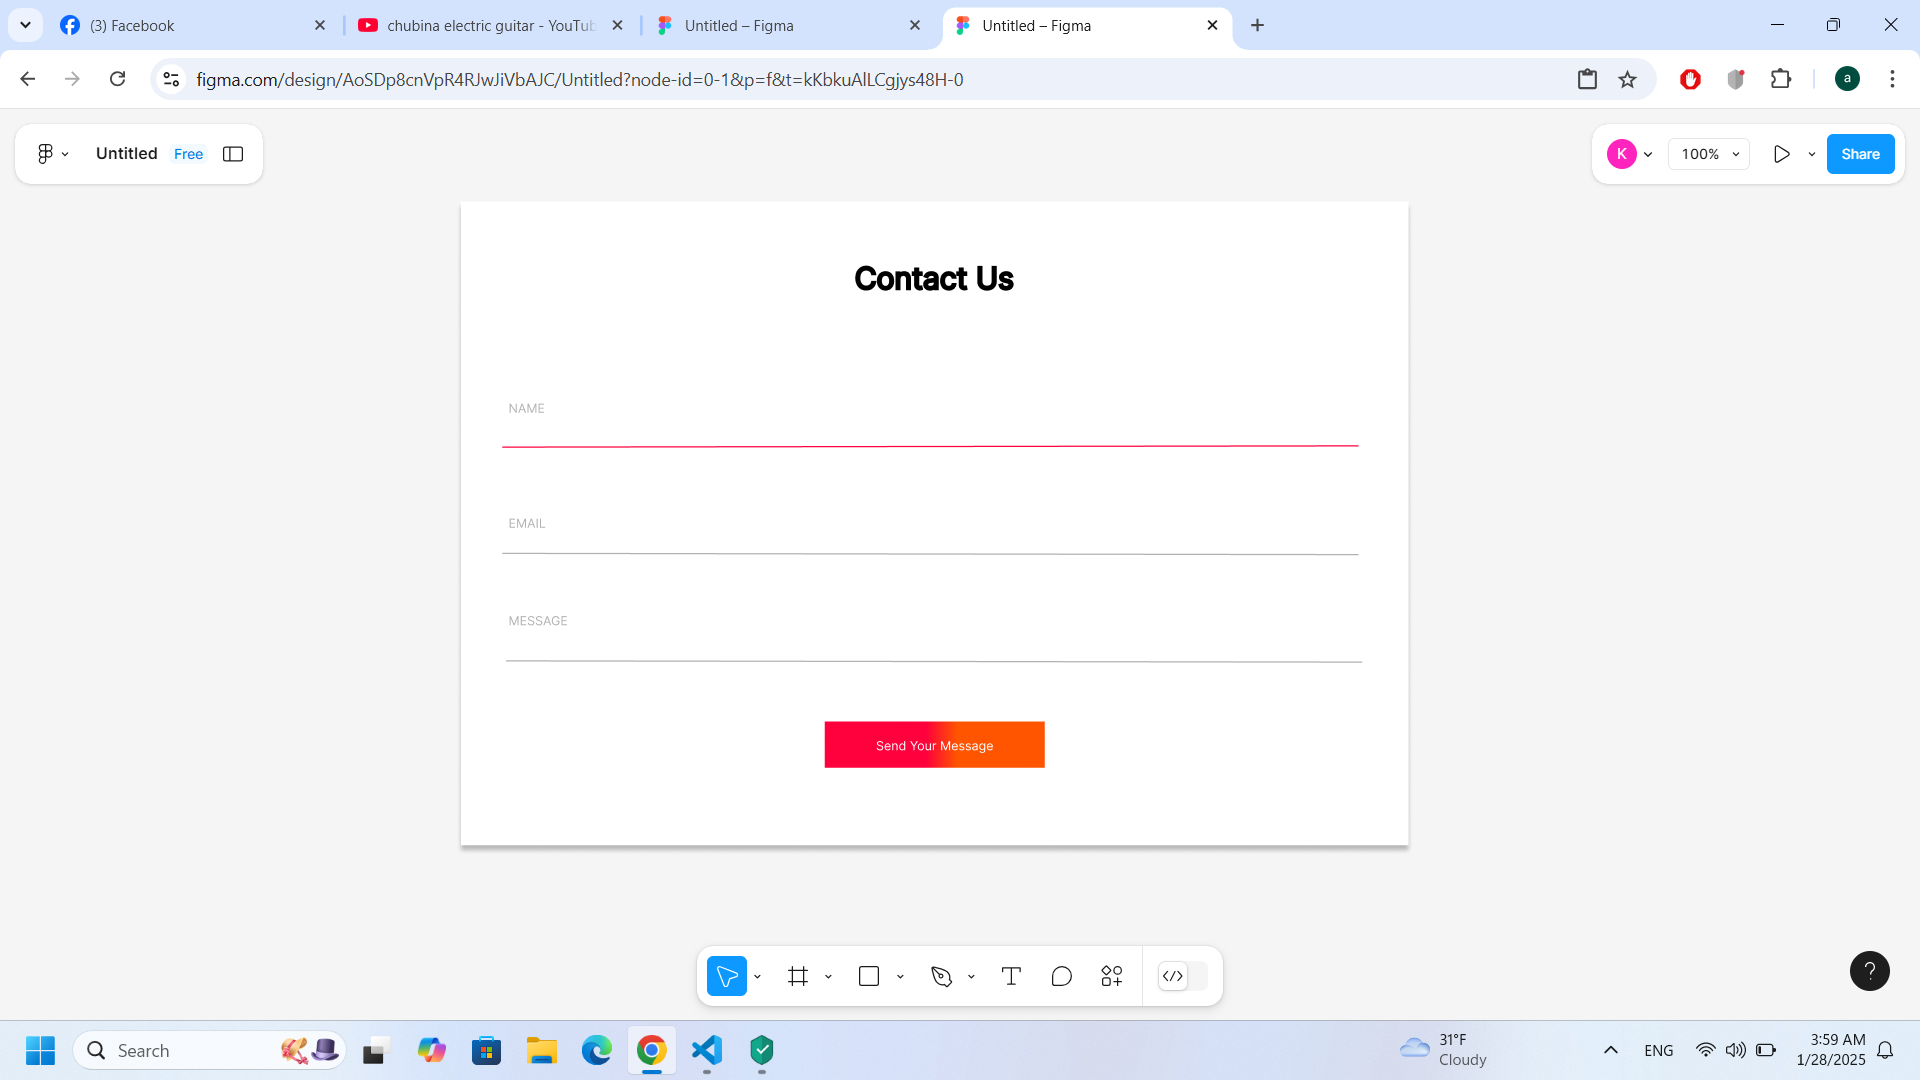 (3) Facebook
chubina electric guitar - YouTub
Untitled – Figma
Untitled – Figma
figma.com/design/AoSDp8cnVpR4RJwJiVbAJC/Untitled?node-id=0-1&p=f&t=kKbkuAlLCgjys48H-0
a
Untitled Free
K
100%
Share
Contact Us
NAME
EMAIL
MESSAGE
Send Your Message
?
Search
31°F
Cloudy
ENG
3:59 AM
1/28/2025